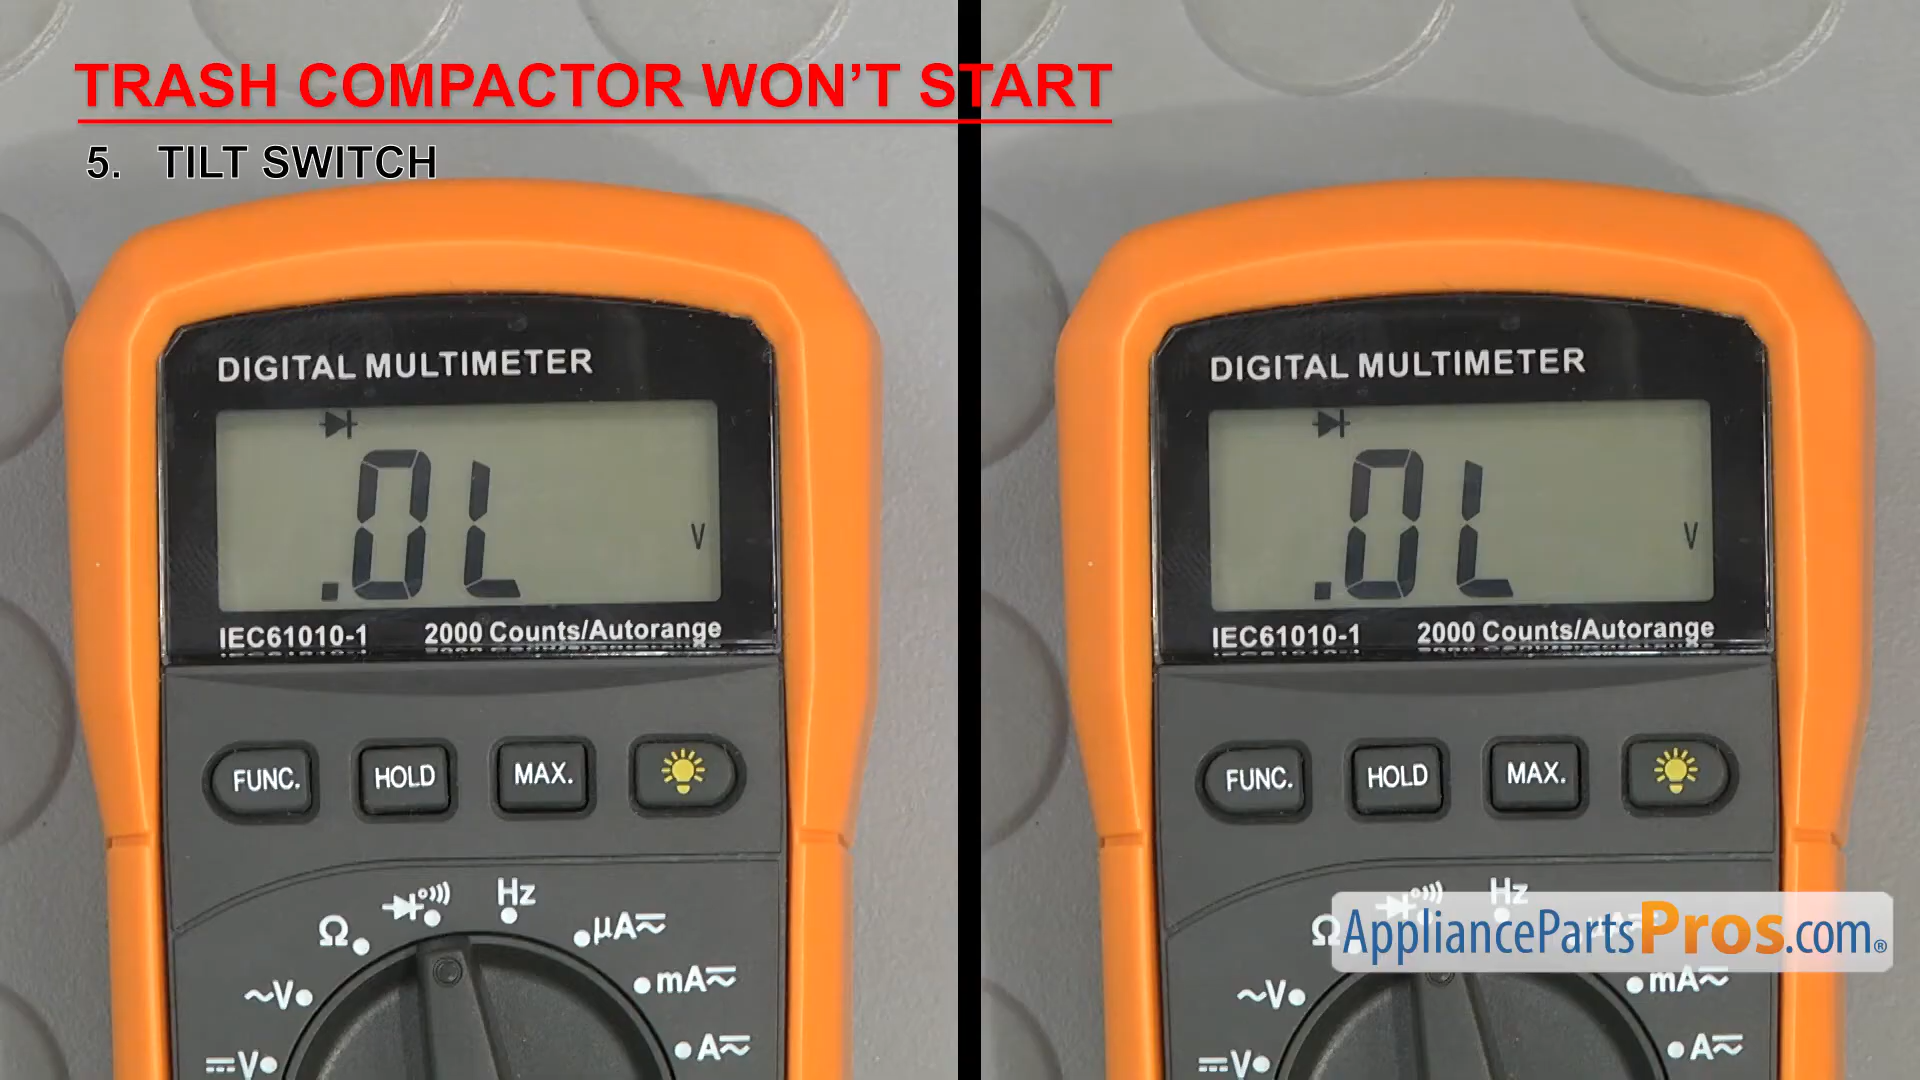 TRASH COMPACTOR WON'T START
5. TILT SWITCH
DIGITAL MULTIMETER
.0L
V
IEC61010-1 2000 Counts/Autorange
FUNC. HOLD MAX.
Hz
Ω
µA
mA
~V
A
V
DIGITAL MULTIMETER
.0L
V
IEC61010-1 2000 Counts/Autorange
FUNC. HOLD MAX.
Hz
Ω
AppliancePartsPros.com®
mA
~V
A
V